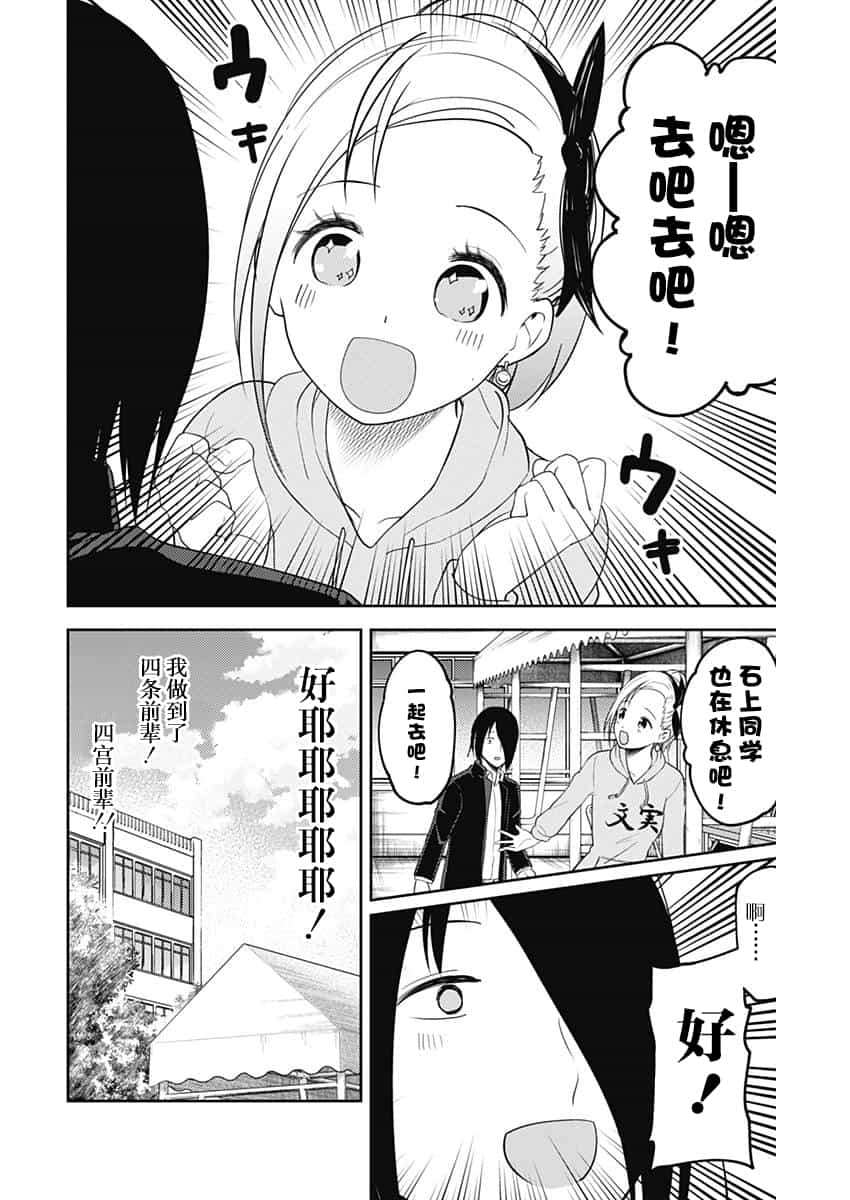 嗯—嗯
去吧去吧！
ウキ
ウキ
石上同学
也在休息吧！
一起去吧！
文実
啊……
好！
好耶耶耶耶耶！
我做到了
四条前辈！
四宫前辈！！